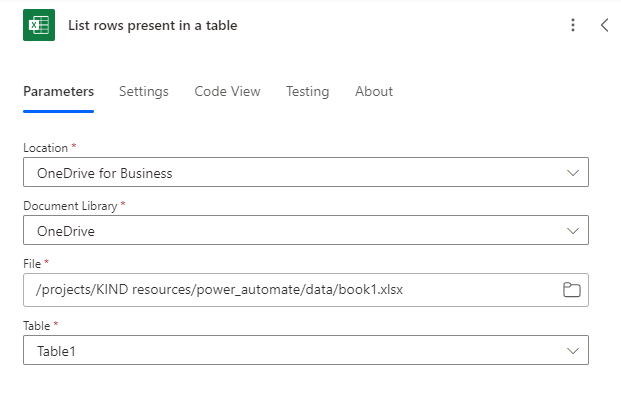 List rows present in a table
Parameters Settings Code View Testing About
Location *
OneDrive for Business
Document Library *
OneDrive
File *
/projects/KIND resources/power_automate/data/book1.xlsx
Table *
Table1